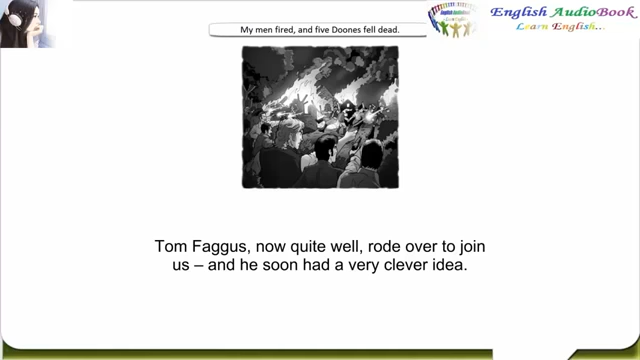 My men fired, and five Doones fell dead.
English AudioBook
Learn English...
Tom Faggus, now quite well, rode over to join
us – and he soon had a very clever idea.